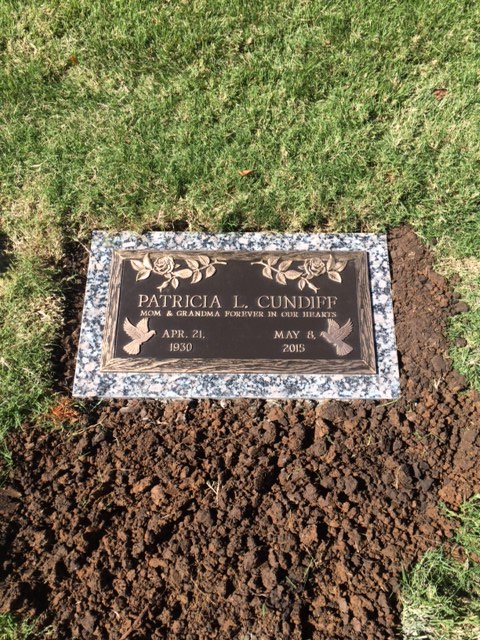 PATRICIA L. CUNDIFF
MOM & GRANDMA FOREVER IN OUR HEARTS
APR. 21, MAY 8,
1930 2015